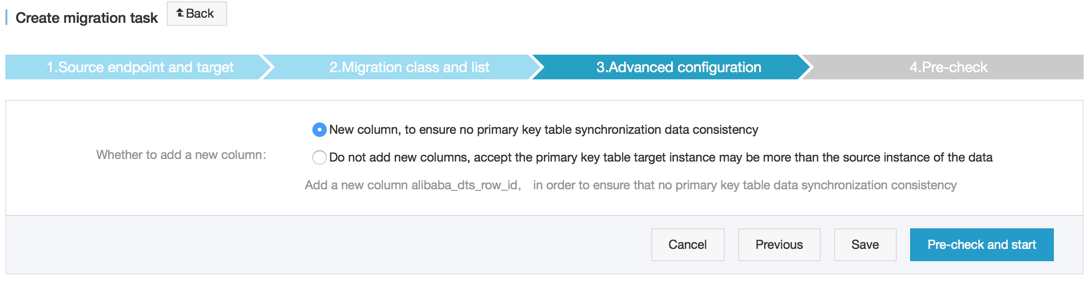 Create migration task Back
1.Source endpoint and target 2.Migration class and list 3.Advanced configuration 4.Pre-check
New column, to ensure no primary key table synchronization data consistency
Whether to add a new column:
Do not add new columns, accept the primary key table target instance may be more than the source instance of the data
Add a new column alibaba_dts_row_id, in order to ensure that no primary key table data synchronization consistency
Cancel Previous Save Pre-check and start